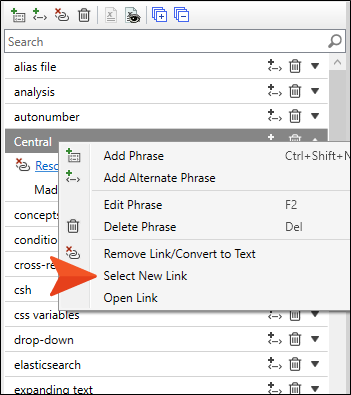 Search
alias file
analysis
autonumber
Central
Add Phrase Ctrl+Shift+N
Add Alternate Phrase
Edit Phrase F2
Delete Phrase Del
Remove Link/Convert to Text
Select New Link
Open Link
Reso
Mad
concepts
condition
cross-re
csh
css variables
drop-down
elasticsearch
expanding text